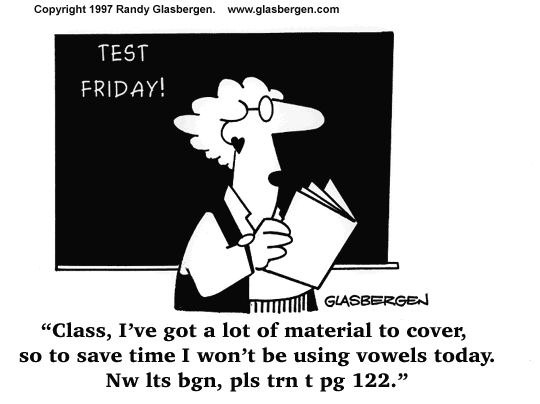 Copyright 1997 Randy Glasbergen. www.glasbergen.com
TEST
FRIDAY!
GLASBERGEN
“Class, I’ve got a lot of material to cover,
so to save time I won’t be using vowels today.
Nw lts bgn, pls trn t pg 122.”